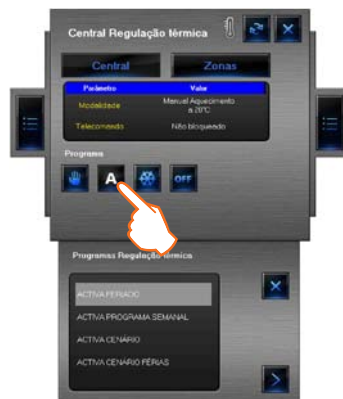 Central Regulação térmica
Central Zonas
Parâmetro Valor
Modalidade Manual Aquecimento
a 20°C
Telecomando Não bloqueado
Programa
A OFF
Programas Regulação térmica
ACTIVA FERIADO
ACTIVA PROGRAMA SEMANAL
ACTIVA CENÁRIO
ACTIVA CENÁRIO FÉRIAS